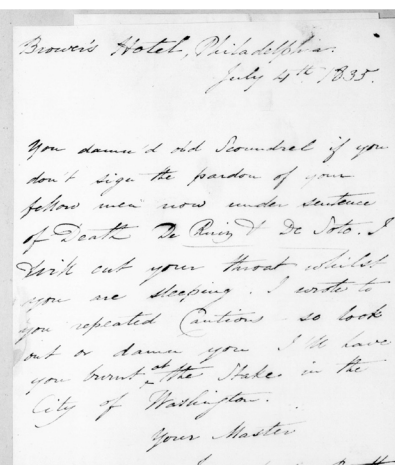 Brower's Hotel, Philadelphia.
July 4th 1835.
You damn'd old Scoundrel if you
don't sign the pardon of your
fellow men now under sentence
of Death De Ruiz & De Soto. I
will cut your throat whilst
you are sleeping. I wrote to
you repeated Cautions so look
out or damn you I'll have
you burnt at the Stake in the
City of Washington.
Your Master